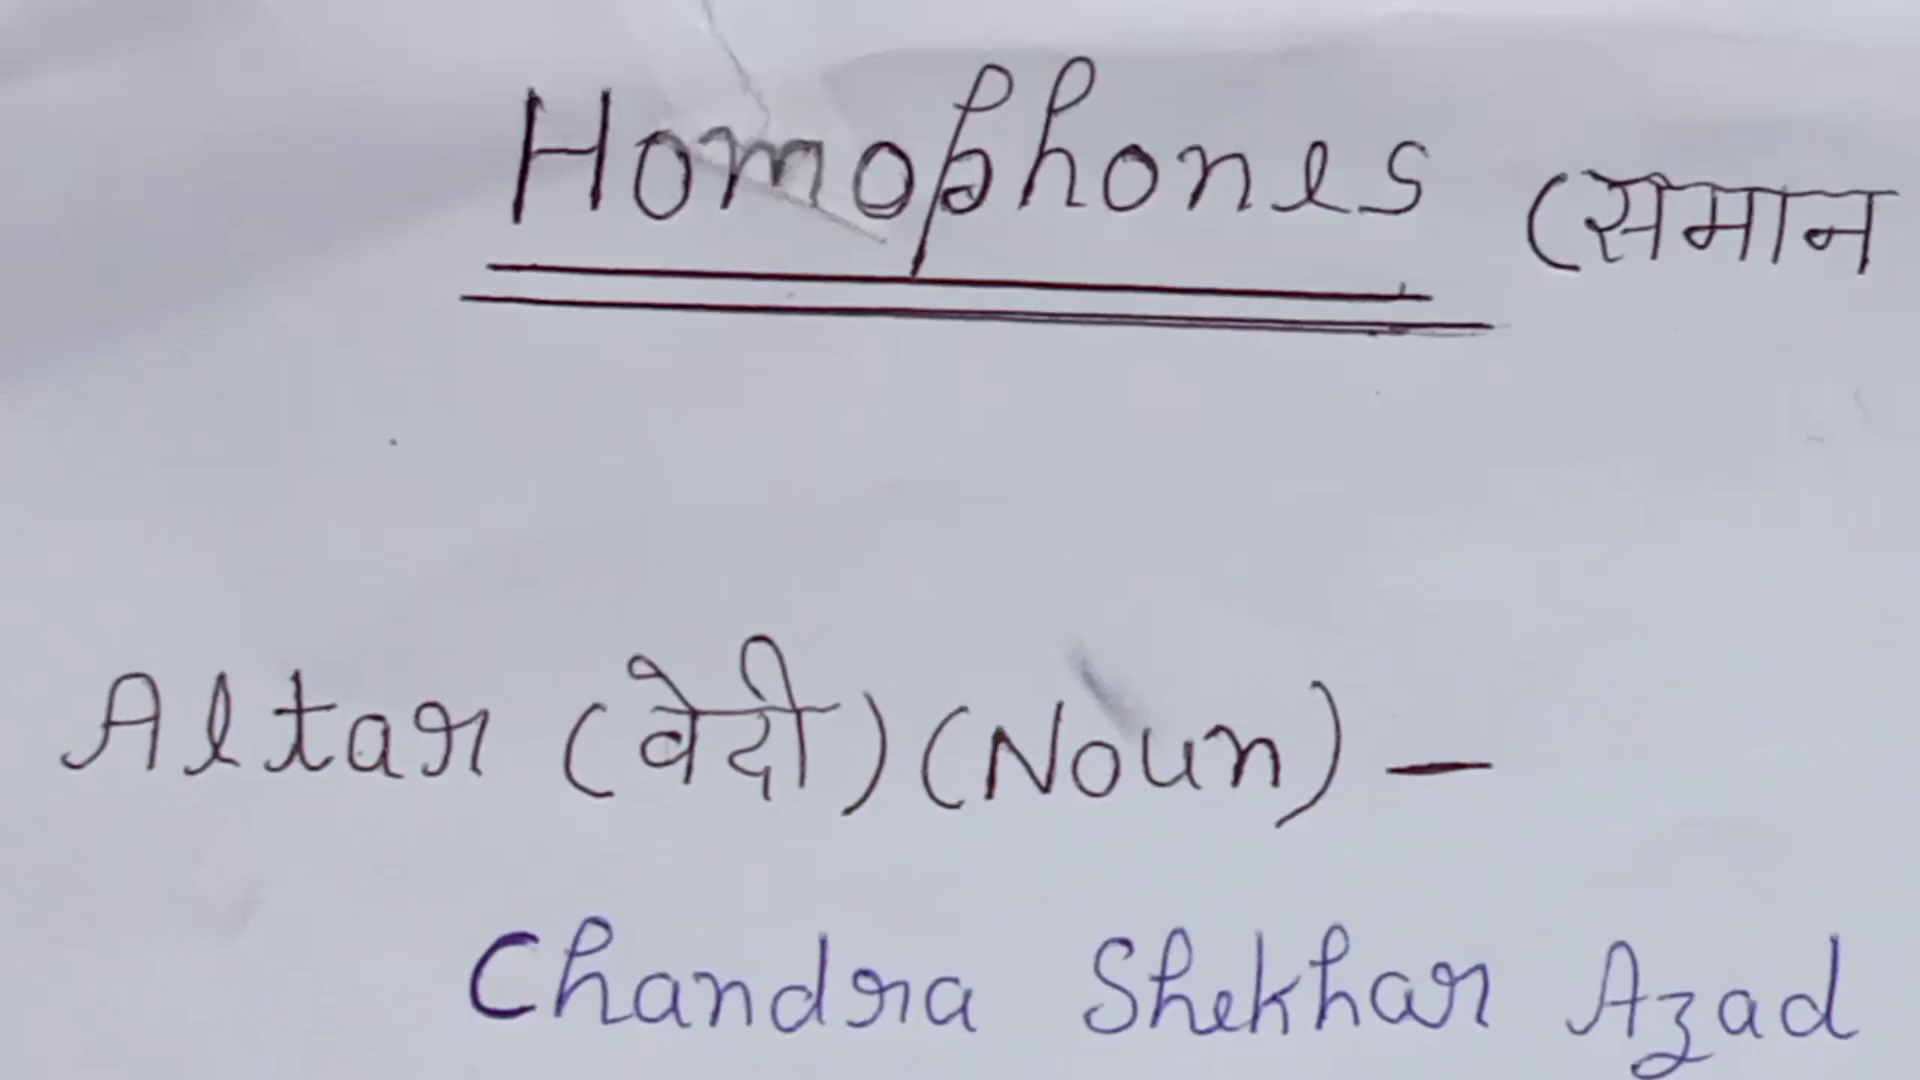 Homophones (समान
Altar (वेदी) (Noun) —
Chandra Shekhar Azad